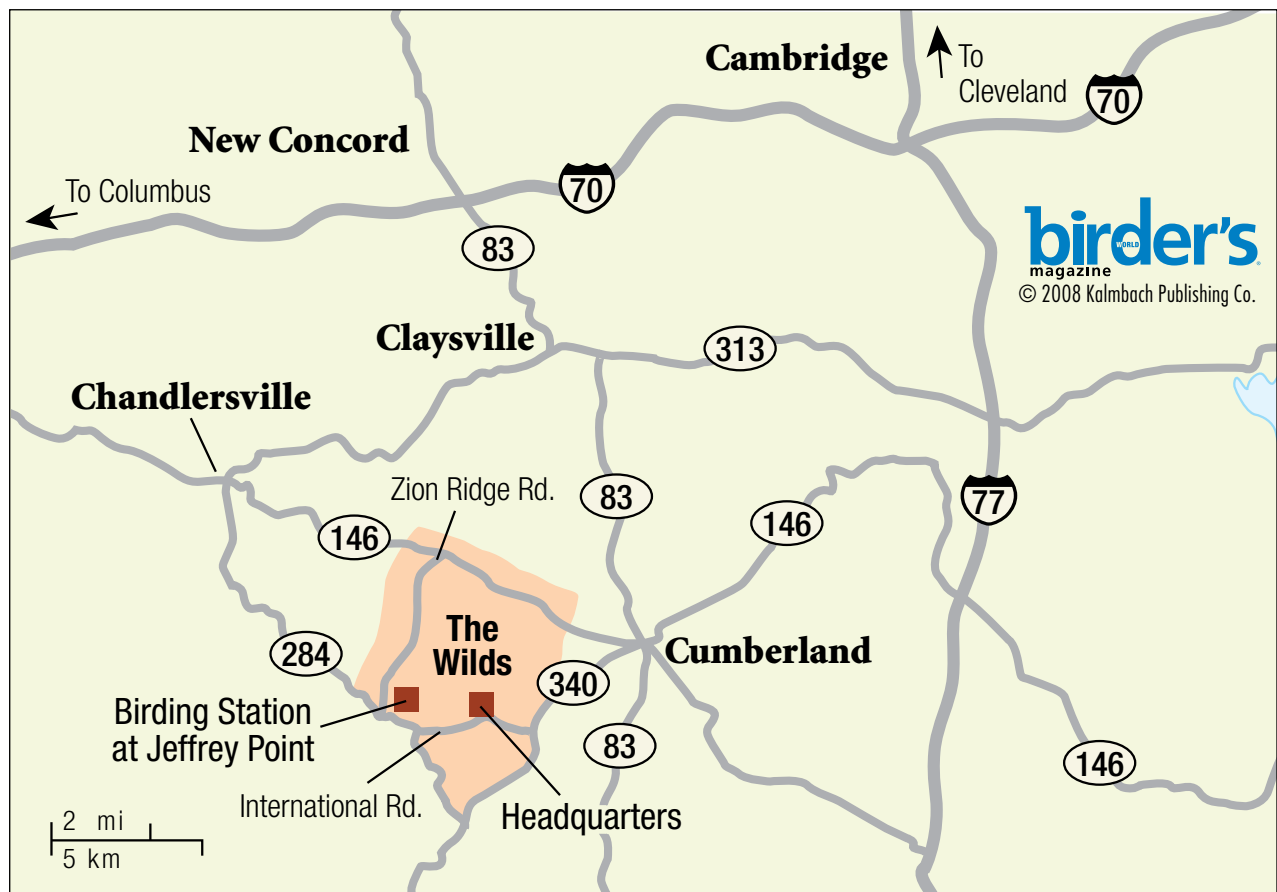 Cambridge
To
Cleveland
70
New Concord
70
To Columbus
83
birder's
WORLD
magazine
© 2008 Kalmbach Publishing Co.
Claysville
313
Chandlersville
Zion Ridge Rd.
83
77
146
146
The
Wilds
Cumberland
284
340
Birding Station
at Jeffrey Point
83
146
International Rd.
Headquarters
2 mi
5 km